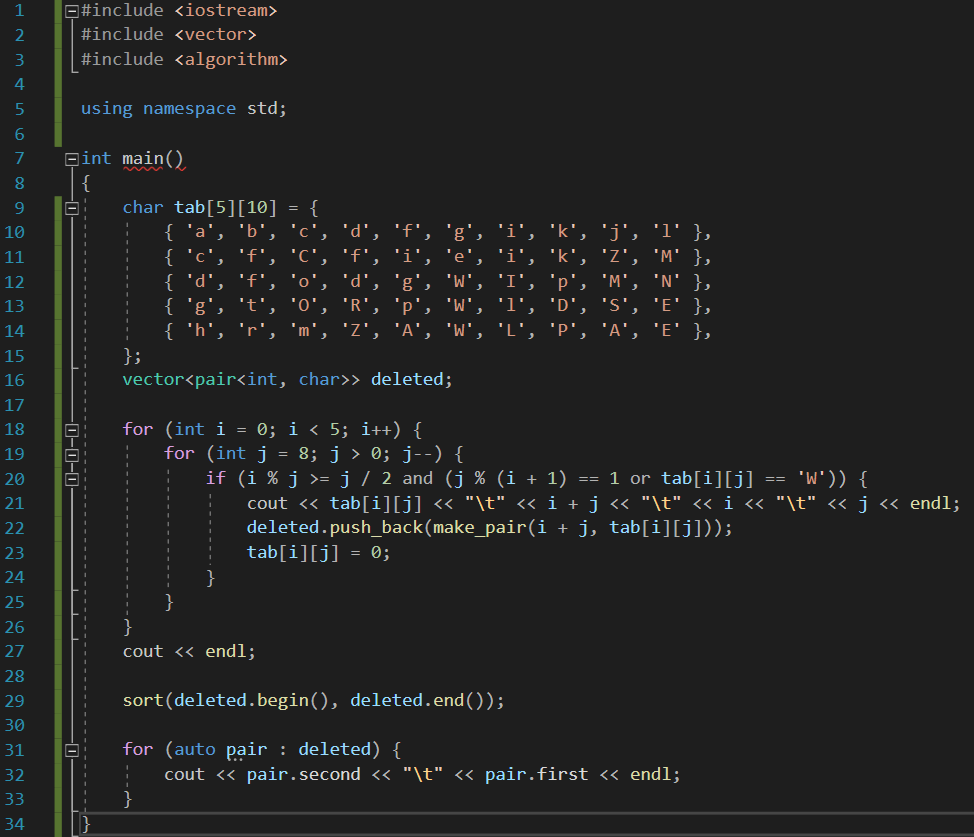 1 #include <iostream>
2 #include <vector>
3 #include <algorithm>
4
5 using namespace std;
6
7 int main()
8 {
9     char tab[5][10] = {
10         { 'a', 'b', 'c', 'd', 'f', 'g', 'i', 'k', 'j', 'l' },
11         { 'c', 'f', 'C', 'f', 'i', 'e', 'i', 'k', 'Z', 'M' },
12         { 'd', 'f', 'o', 'd', 'g', 'W', 'I', 'p', 'M', 'N' },
13         { 'g', 't', 'O', 'R', 'p', 'W', 'l', 'D', 'S', 'E' },
14         { 'h', 'r', 'm', 'Z', 'A', 'W', 'L', 'P', 'A', 'E' },
15     };
16     vector<pair<int, char>> deleted;
17
18     for (int i = 0; i < 5; i++) {
19         for (int j = 8; j > 0; j--) {
20             if (i % j >= j / 2 and (j % (i + 1) == 1 or tab[i][j] == 'W')) {
21                 cout << tab[i][j] << "\t" << i + j << "\t" << i << "\t" << j << endl;
22                 deleted.push_back(make_pair(i + j, tab[i][j]));
23                 tab[i][j] = 0;
24             }
25         }
26     }
27     cout << endl;
28
29     sort(deleted.begin(), deleted.end());
30
31     for (auto pair : deleted) {
32         cout << pair.second << "\t" << pair.first << endl;
33     }
34 }